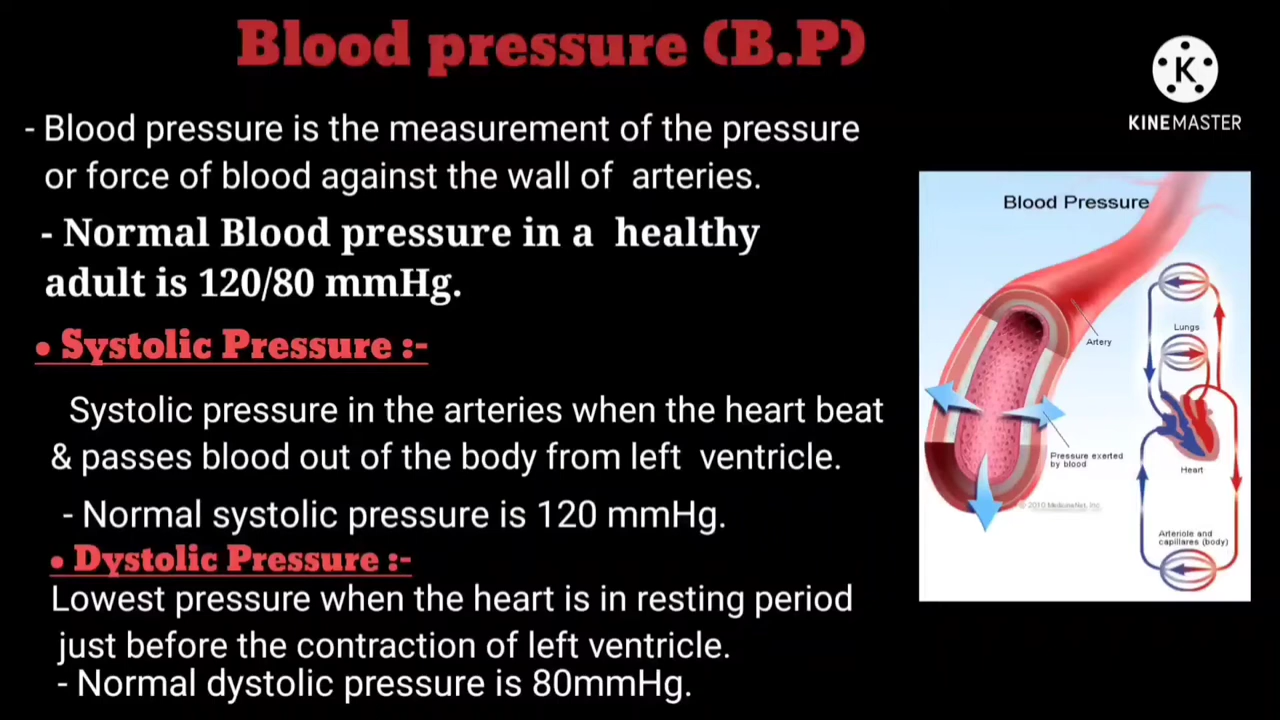 Blood pressure (B.P)
KINEMASTER
- Blood pressure is the measurement of the pressure
or force of blood against the wall of arteries.
- Normal Blood pressure in a healthy
adult is 120/80 mmHg.
• Systolic Pressure :-
Systolic pressure in the arteries when the heart beat
& passes blood out of the body from left ventricle.
- Normal systolic pressure is 120 mmHg.
• Dystolic Pressure :-
Lowest pressure when the heart is in resting period
just before the contraction of left ventricle.
- Normal dystolic pressure is 80mmHg.
Blood Pressure
Lungs
Artery
Pressure exerted
by blood
Heart
© 2010 MedicineNet, Inc.
Arteriole and
capillares (body)